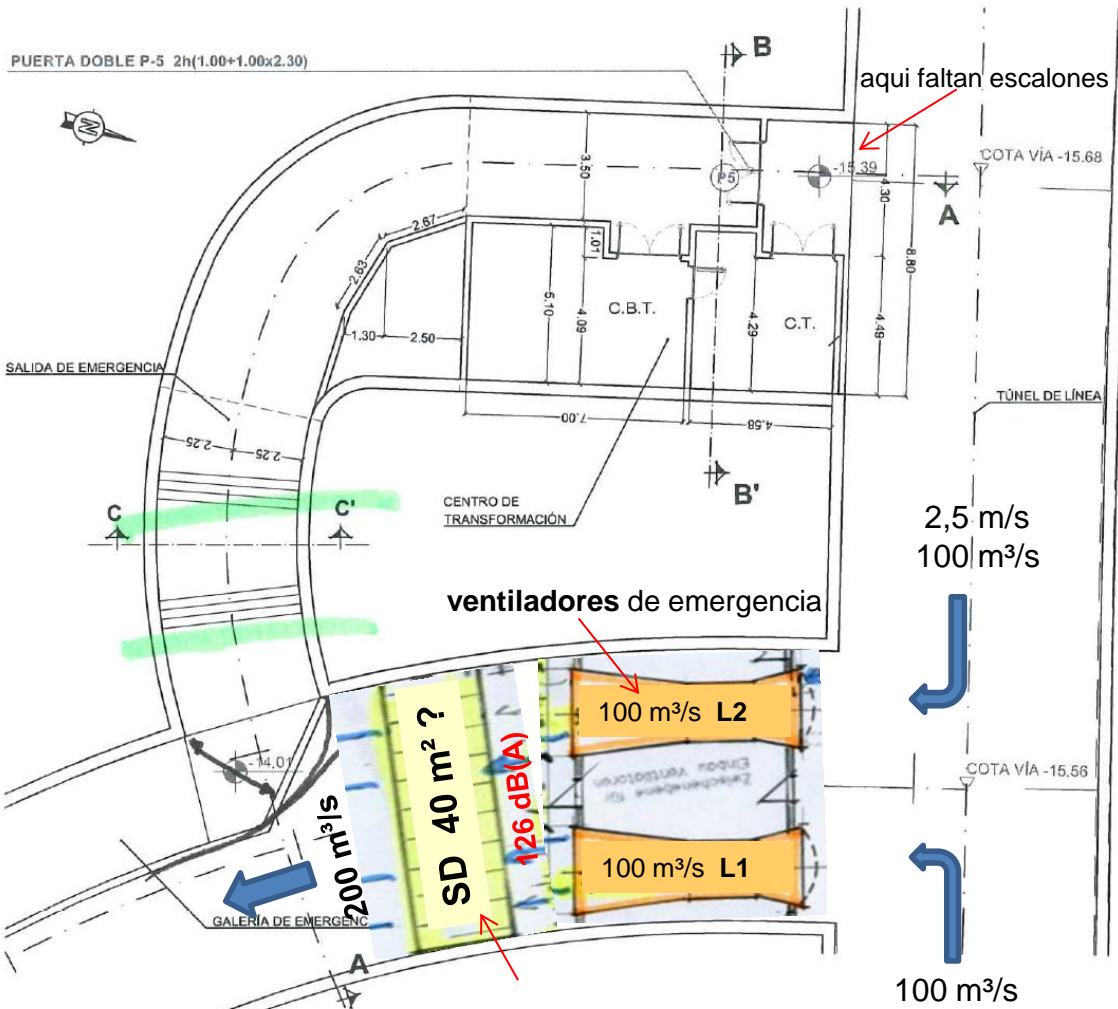 PUERTA DOBLE P-5 2h(1.00+1.00x2.30)
B
aqui faltan escalones
N
COTA VÍA -15.68
3.50
P5
-15.39
4.30
A
8.80
2.67
1.01
2.63
5.10
4.09
C.B.T.
4.29
C.T.
4.49
1.30
2.50
SALIDA DE EMERGENCIA
TÚNEL DE LÍNEA
7.00
4.58
2.25
2.25
B'
CENTRO DE
TRANSFORMACIÓN
C
C'
2,5 m/s
100 m³/s
ventiladores de emergencia
100 m³/s L2
SD 40 m² ?
126 dB(A)
Zwischenebene für
Einbau Ventilatoren
-14.01
COTA VÍA -15.56
200 m³/s
100 m³/s L1
GALERÍA DE EMERGENC
A
100 m³/s